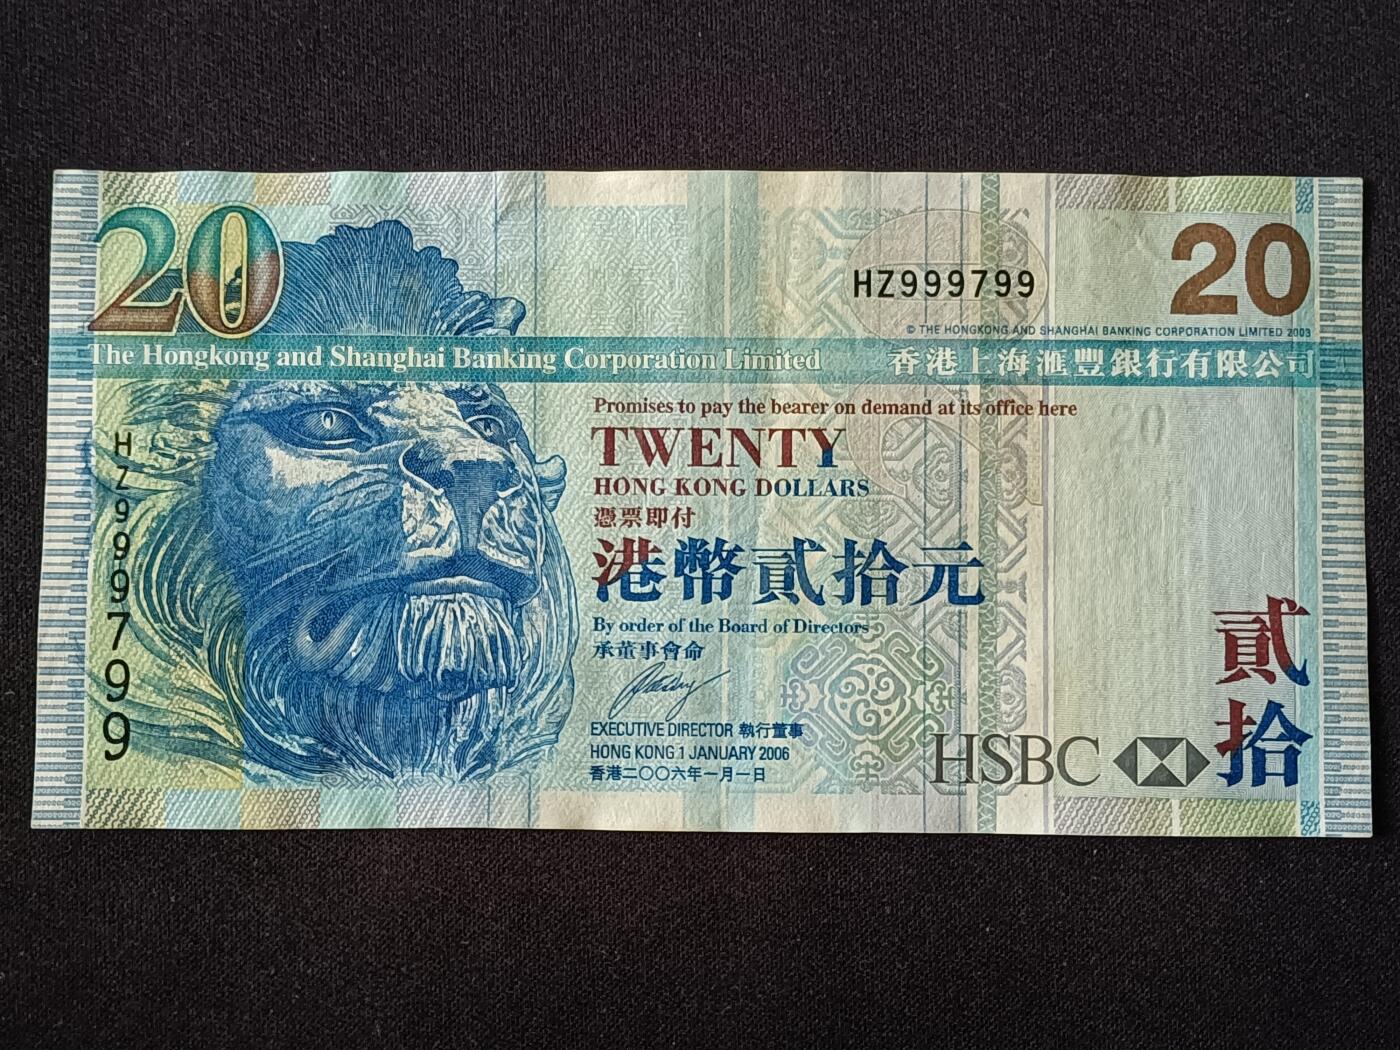 20
HZ999799
20
© THE HONGKONG AND SHANGHAI BANKING CORPORATION LIMITED 2003
The Hongkong and Shanghai Banking Corporation Limited 香港上海滙豐銀行有限公司
Promises to pay the bearer on demand at its office here
TWENTY
HONG KONG DOLLARS
憑票即付
港幣貳拾元
By order of the Board of Directors
承董事會命
EXECUTIVE DIRECTOR 執行董事
HONG KONG 1 JANUARY 2006
香港二〇〇六年一月一日
HZ999799
20
HSBC
貳拾